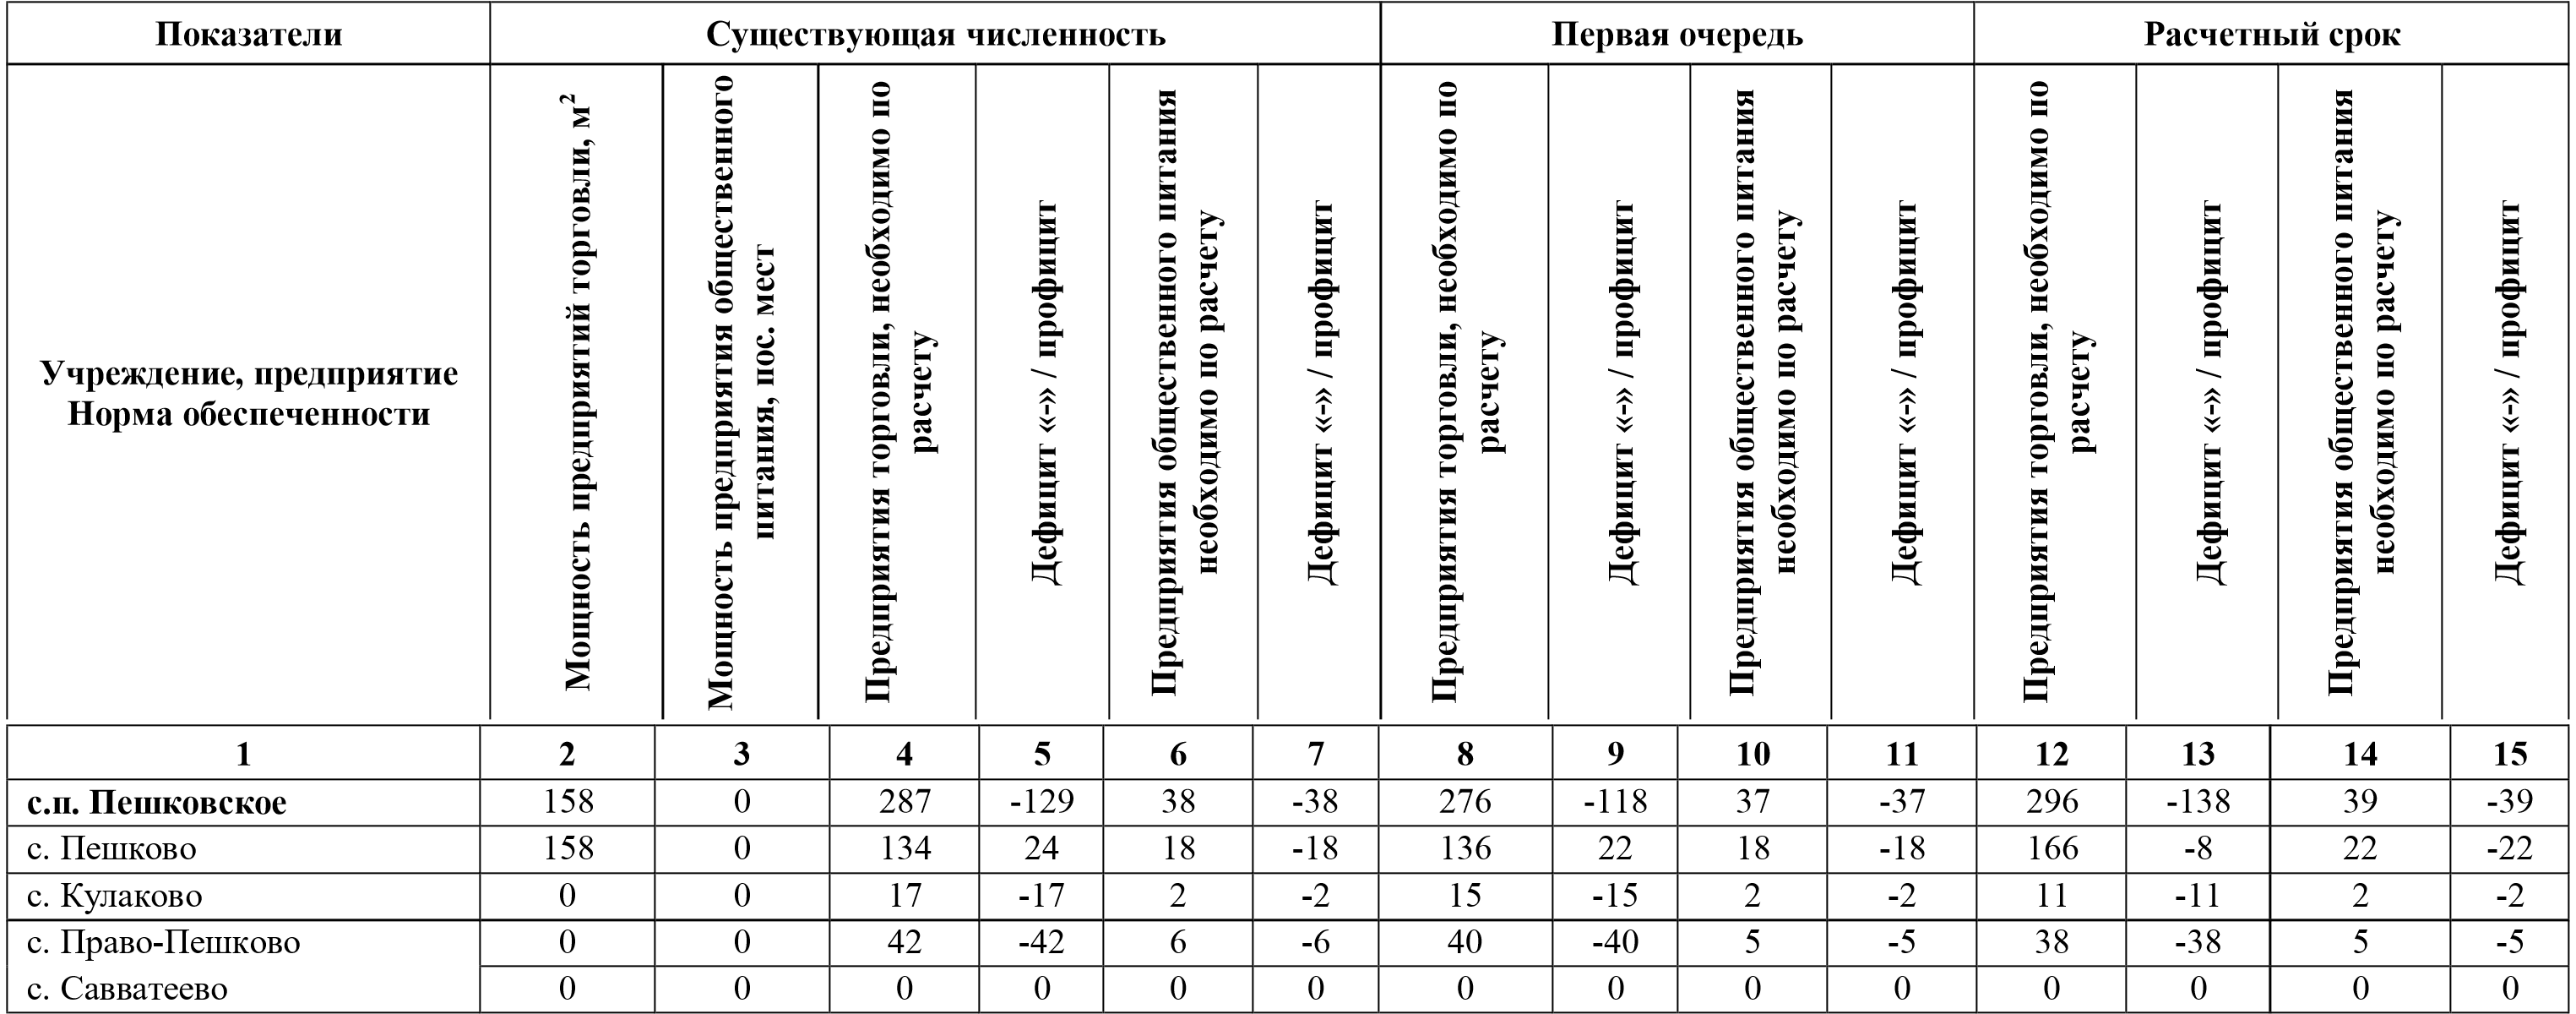 Показатели Существующая численность Первая очередь Расчетный срок
Учреждение, предприятие
Норма обеспеченности
Мощность предприятий торговли, м²
Мощность предприятия общественного
питания, пос. мест
Предприятия торговли, необходимо по
расчету
Дефицит «-» / профицит
Предприятия общественного питания
необходимо по расчету
Дефицит «-» / профицит
Предприятия торговли, необходимо по
расчету
Дефицит «-» / профицит
Предприятия общественного питания
необходимо по расчету
Дефицит «-» / профицит
Предприятия торговли, необходимо по
расчету
Дефицит «-» / профицит
Предприятия общественного питания
необходимо по расчету
Дефицит «-» / профицит
1 2 3 4 5 6 7 8 9 10 11 12 13 14 15
с.п. Пешковское 158 0 287 -129 38 -38 276 -118 37 -37 296 -138 39 -39
с. Пешково 158 0 134 24 18 -18 136 22 18 -18 166 -8 22 -22
с. Кулаково 0 0 17 -17 2 -2 15 -15 2 -2 11 -11 2 -2
с. Право-Пешково 0 0 42 -42 6 -6 40 -40 5 -5 38 -38 5 -5
с. Савватеево 0 0 0 0 0 0 0 0 0 0 0 0 0 0